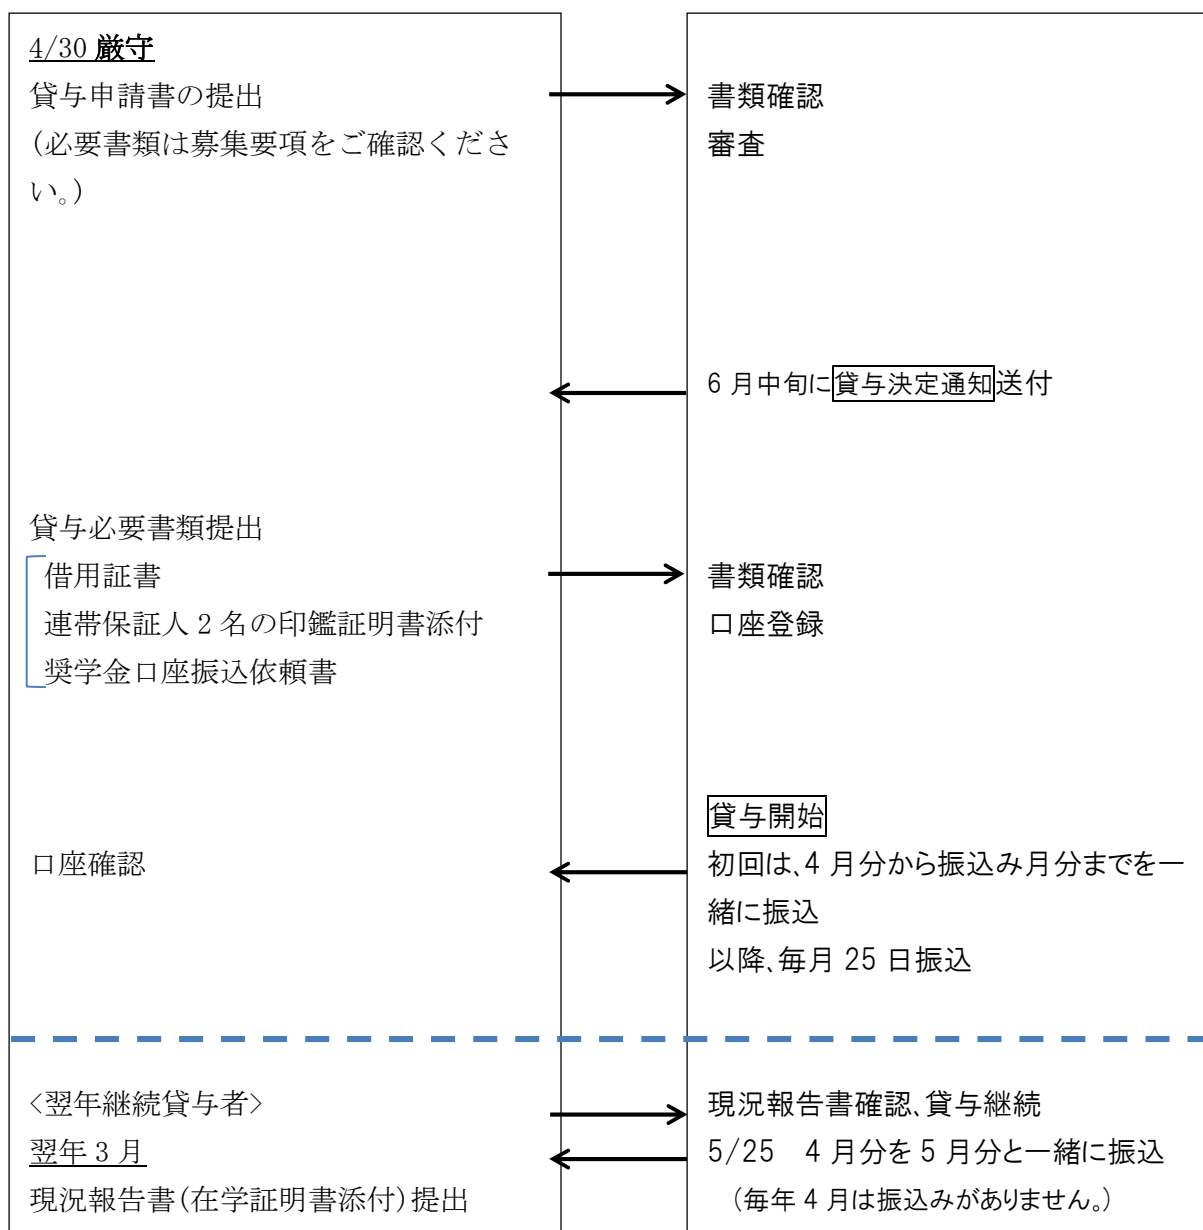 4/30 厳守
貸与申請書の提出
(必要書類は募集要項をご確認くださ
い。)
書類確認
審査
6 月中旬に貸与決定通知送付
貸与必要書類提出
借用証書
連帯保証人 2 名の印鑑証明書添付
奨学金口座振込依頼書
書類確認
口座登録
貸与開始
口座確認
初回は、4 月分から振込み月分までを一
緒に振込
以降、毎月 25 日振込
<翌年継続貸与者>
翌年 3 月
現況報告書(在学証明書添付)提出
現況報告書確認、貸与継続
5/25　4 月分を 5 月分と一緒に振込
(毎年 4 月は振込みがありません。)